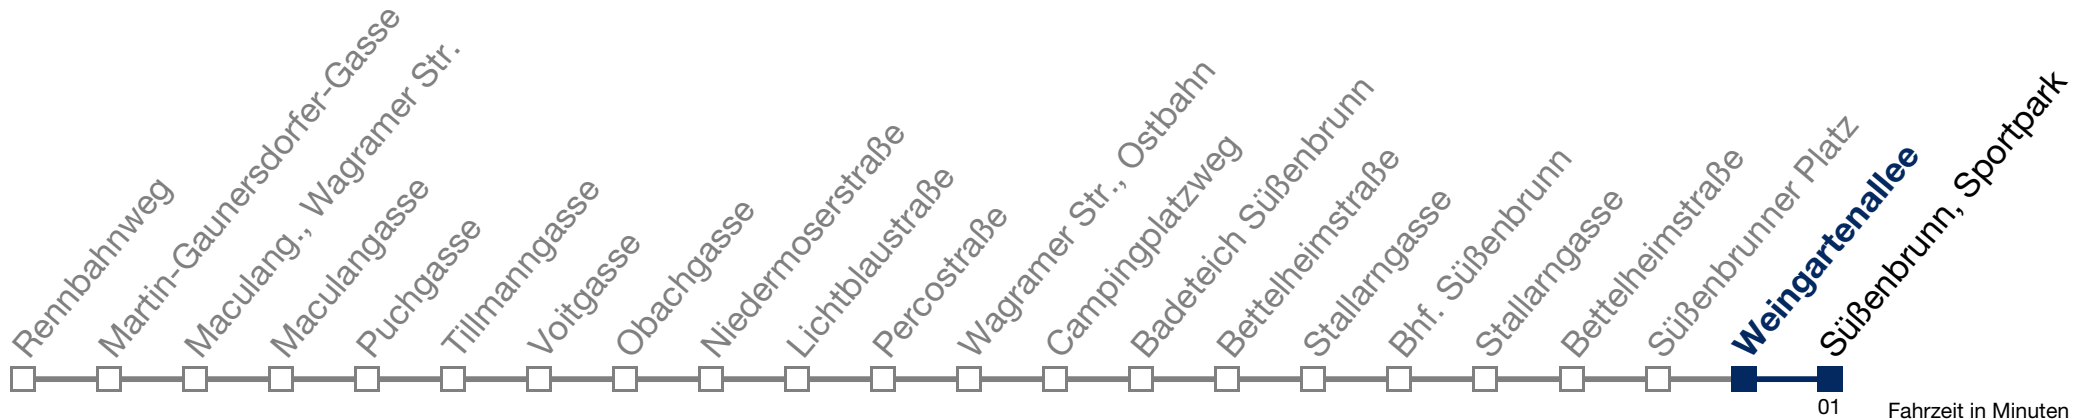 Rennbahnweg
Martin-Gaunersdorfer-Gasse
Maculang., Wagramer Str.
Maculangasse
Puchgasse
Tillmanngasse
Voitgasse
Obachgasse
Niedermoserstraße
Lichtblaustraße
Percostraße
Wagramer Str., Ostbahn
Campingplatzweg
Badeteich Süßenbrunn
Bettelheimstraße
Stallarngasse
Bhf. Süßenbrunn
Stallarngasse
Bettelheimstraße
Süßenbrunner Platz
Weingartenallee
Süßenbrunn, Sportpark
01
Fahrzeit in Minuten